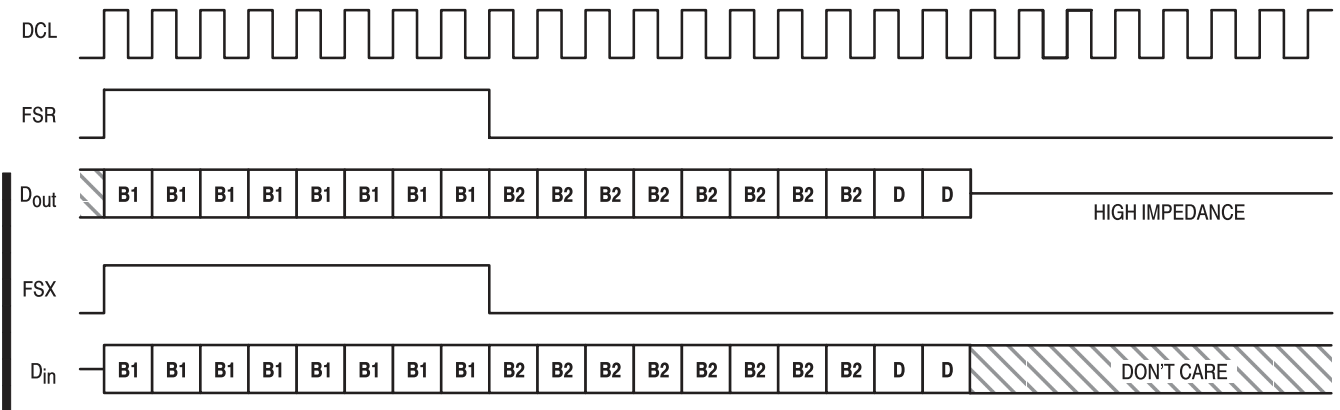 DCL
FSR
Dout B1 B1 B1 B1 B1 B1 B1 B1 B2 B2 B2 B2 B2 B2 B2 B2 D D
HIGH IMPEDANCE
FSX
Din B1 B1 B1 B1 B1 B1 B1 B1 B2 B2 B2 B2 B2 B2 B2 B2 D D DON'T CARE